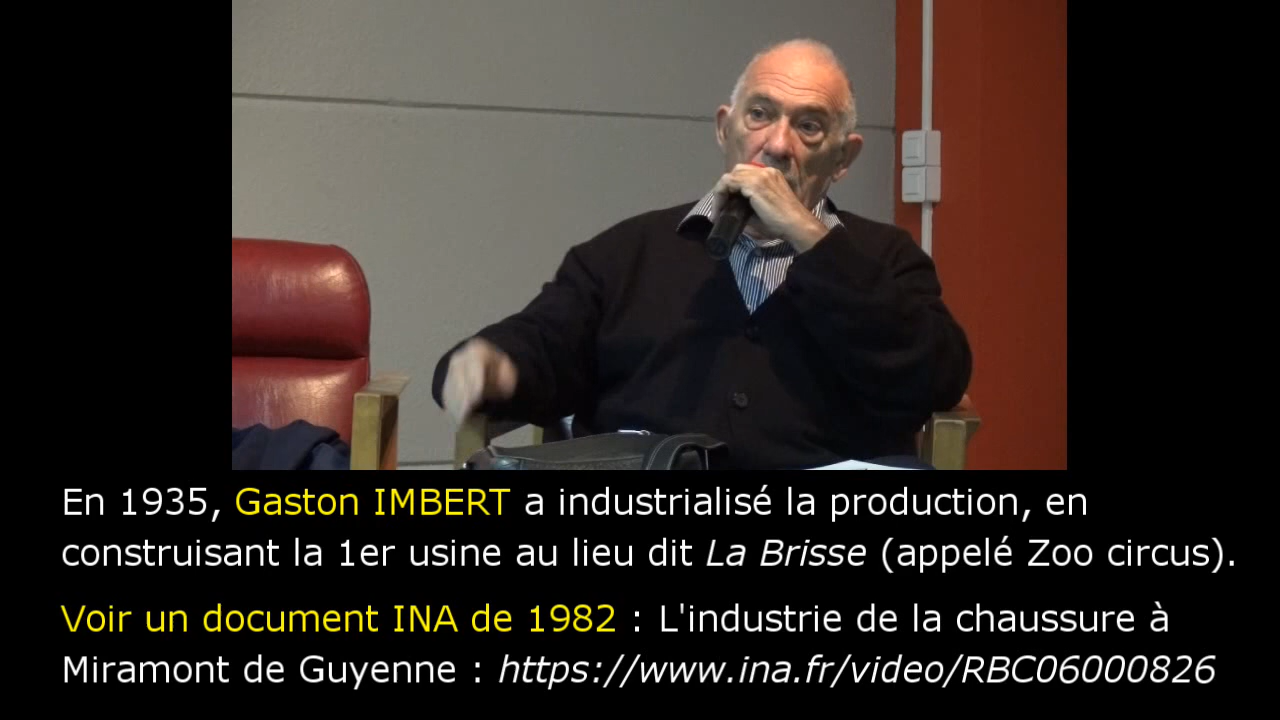 En 1935, Gaston IMBERT a industrialisé la production, en
construisant la 1er usine au lieu dit La Brisse (appelé Zoo circus).
Voir un document INA de 1982 : L'industrie de la chaussure à
Miramont de Guyenne : https://www.ina.fr/video/RBC06000826